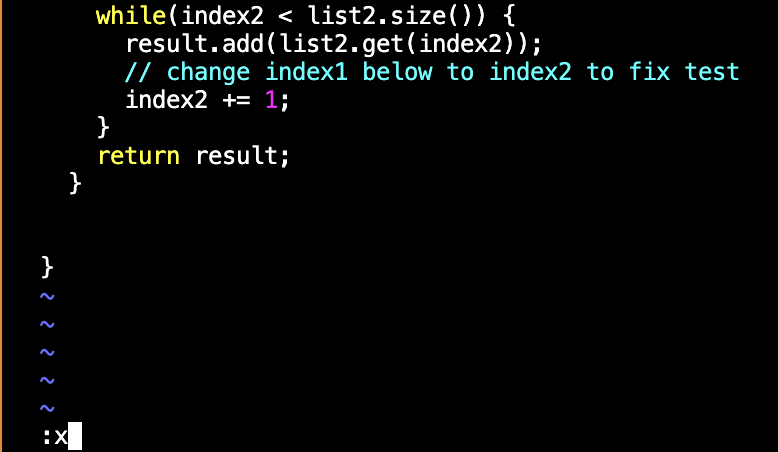 while(index2 < list2.size()) {
result.add(list2.get(index2));
// change index1 below to index2 to fix test
index2 += 1;
}
return result;
}
}
~
~
~
~
~
:x